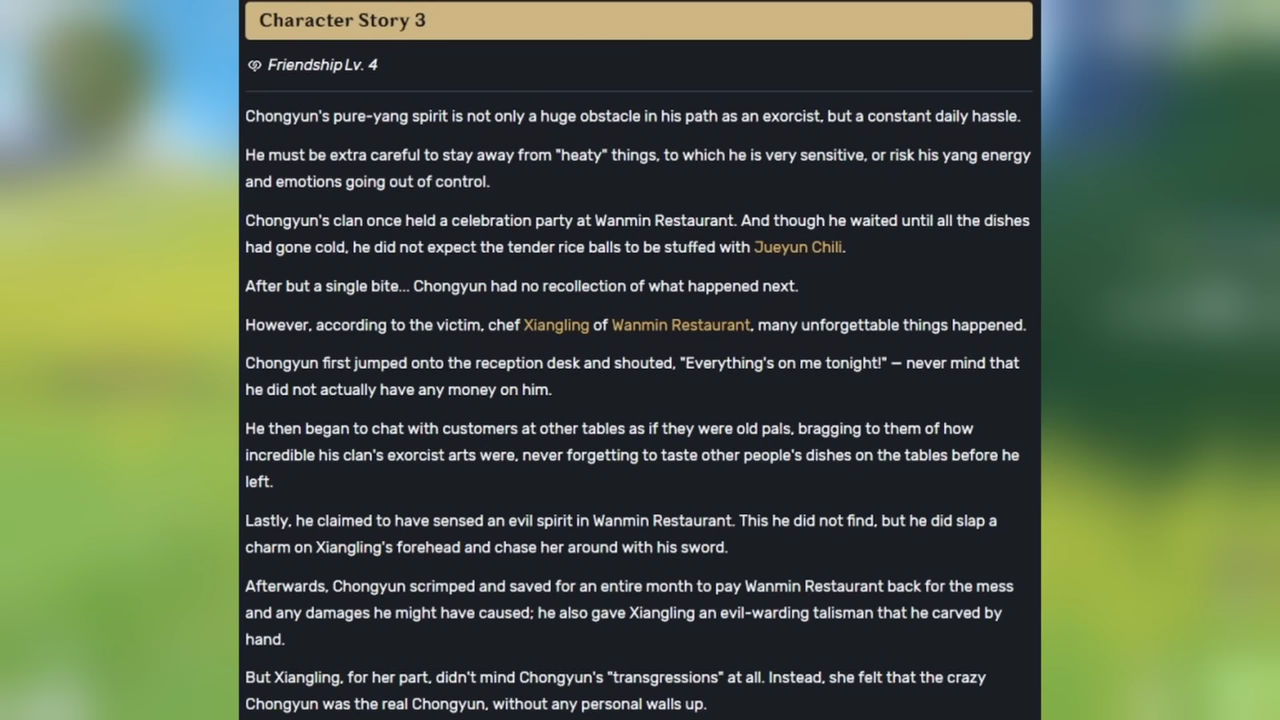 Character Story 3
Friendship Lv. 4
Chongyun's pure-yang spirit is not only a huge obstacle in his path as an exorcist, but a constant daily hassle.
He must be extra careful to stay away from "heaty" things, to which he is very sensitive, or risk his yang energy
and emotions going out of control.
Chongyun's clan once held a celebration party at Wanmin Restaurant. And though he waited until all the dishes
had gone cold, he did not expect the tender rice balls to be stuffed with Jueyun Chili.
After but a single bite... Chongyun had no recollection of what happened next.
However, according to the victim, chef Xiangling of Wanmin Restaurant, many unforgettable things happened.
Chongyun first jumped onto the reception desk and shouted, "Everything's on me tonight!" — never mind that
he did not actually have any money on him.
He then began to chat with customers at other tables as if they were old pals, bragging to them of how
incredible his clan's exorcist arts were, never forgetting to taste other people's dishes on the tables before he
left.
Lastly, he claimed to have sensed an evil spirit in Wanmin Restaurant. This he did not find, but he did slap a
charm on Xiangling's forehead and chase her around with his sword.
Afterwards, Chongyun scrimped and saved for an entire month to pay Wanmin Restaurant back for the mess
and any damages he might have caused; he also gave Xiangling an evil-warding talisman that he carved by
hand.
But Xiangling, for her part, didn't mind Chongyun's "transgressions" at all. Instead, she felt that the crazy
Chongyun was the real Chongyun, without any personal walls up.